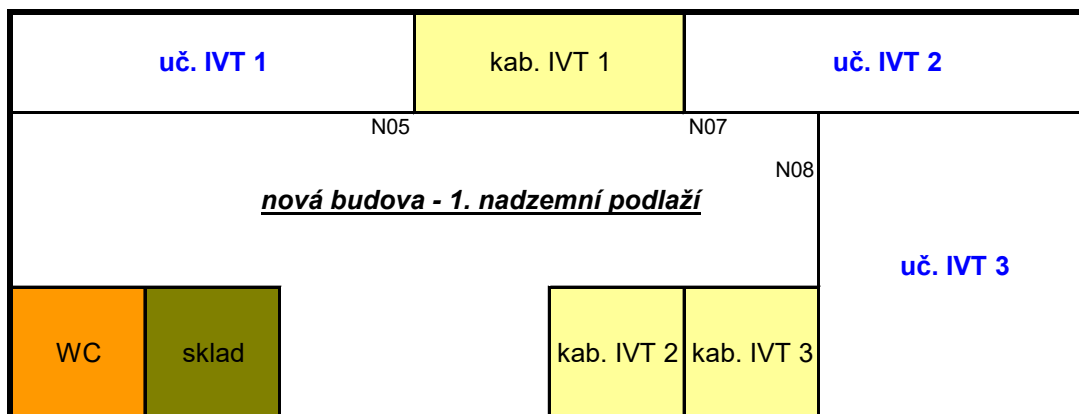 uč. IVT 1
kab. IVT 1
uč. IVT 2
N05
N07
N08
nová budova - 1. nadzemní podlaží
uč. IVT 3
WC
sklad
kab. IVT 2
kab. IVT 3